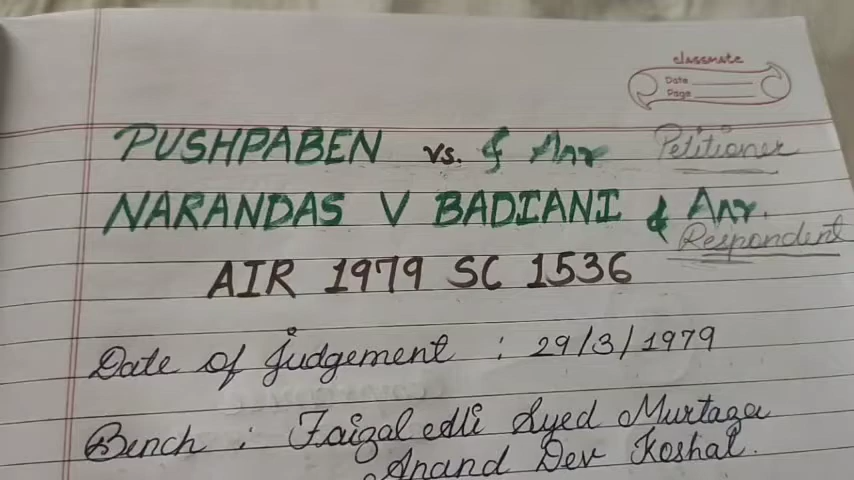 classmate
Date
Page
PUSHPABEN vs. & Anr Petitioner
NARANDAS V BADIANI & Anr.
Respondent
AIR 1979 SC 1536
Date of judgement : 29/3/1979
Bench : Faizal Ali Syed Murtaza
Anand Dev Koshal.